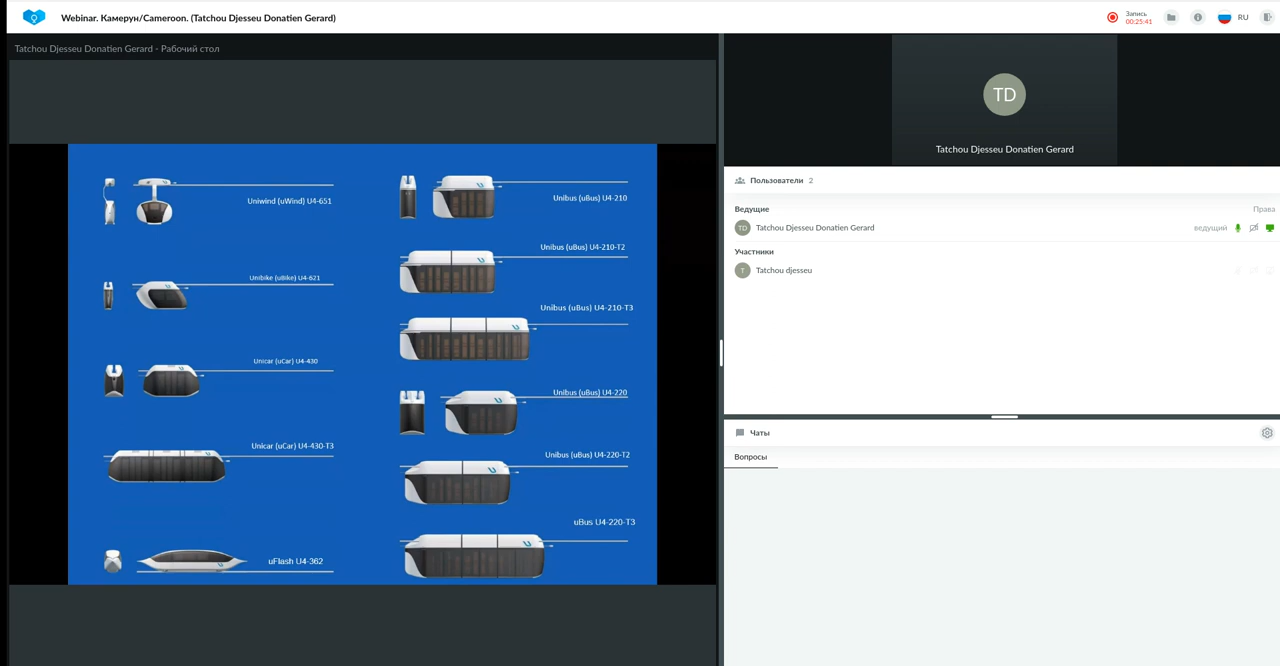 Webinar. Камерун/Cameroon. (Tatchou Djesseu Donatien Gerard)
Запись
00:25:41
RU
Tatchou Djesseu Donatien Gerard - Рабочий стол
Uniwind (uWind) U4-651
Unibike (uBike) U4-621
Unicar (uCar) U4-430
Unicar (uCar) U4-430-T3
uFlash U4-362
Unibus (uBus) U4-210
Unibus (uBus) U4-210-T2
Unibus (uBus) U4-210-T3
Unibus (uBus) U4-220
Unibus (uBus) U4-220-T2
uBus U4-220-T3
TD
Tatchou Djesseu Donatien Gerard
Пользователи 2
Ведущие Права
TD Tatchou Djesseu Donatien Gerard ведущий
Участники
T Tatchou djesseu
Чаты
Вопросы